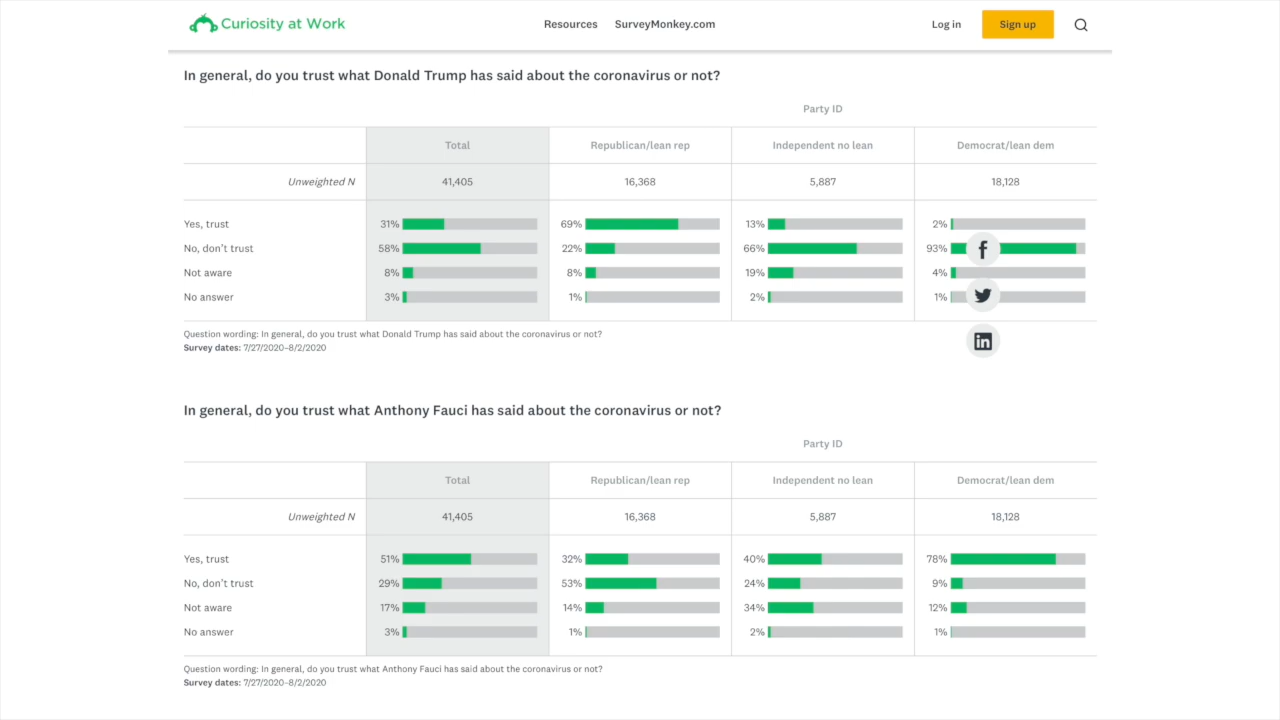 Curiosity at Work Resources SurveyMonkey.com Log in Sign up
In general, do you trust what Donald Trump has said about the coronavirus or not?
Party ID
Total Republican/lean rep Independent no lean Democrat/lean dem
Unweighted N 41,405 16,368 5,887 18,128
Yes, trust 31% 69% 13% 2%
No, don't trust 58% 22% 66% 93%
Not aware 8% 8% 19% 4%
No answer 3% 1% 2% 1%
Question wording: In general, do you trust what Donald Trump has said about the coronavirus or not?
Survey dates: 7/27/2020–8/2/2020
In general, do you trust what Anthony Fauci has said about the coronavirus or not?
Party ID
Total Republican/lean rep Independent no lean Democrat/lean dem
Unweighted N 41,405 16,368 5,887 18,128
Yes, trust 51% 32% 40% 78%
No, don't trust 29% 53% 24% 9%
Not aware 17% 14% 34% 12%
No answer 3% 1% 2% 1%
Question wording: In general, do you trust what Anthony Fauci has said about the coronavirus or not?
Survey dates: 7/27/2020–8/2/2020